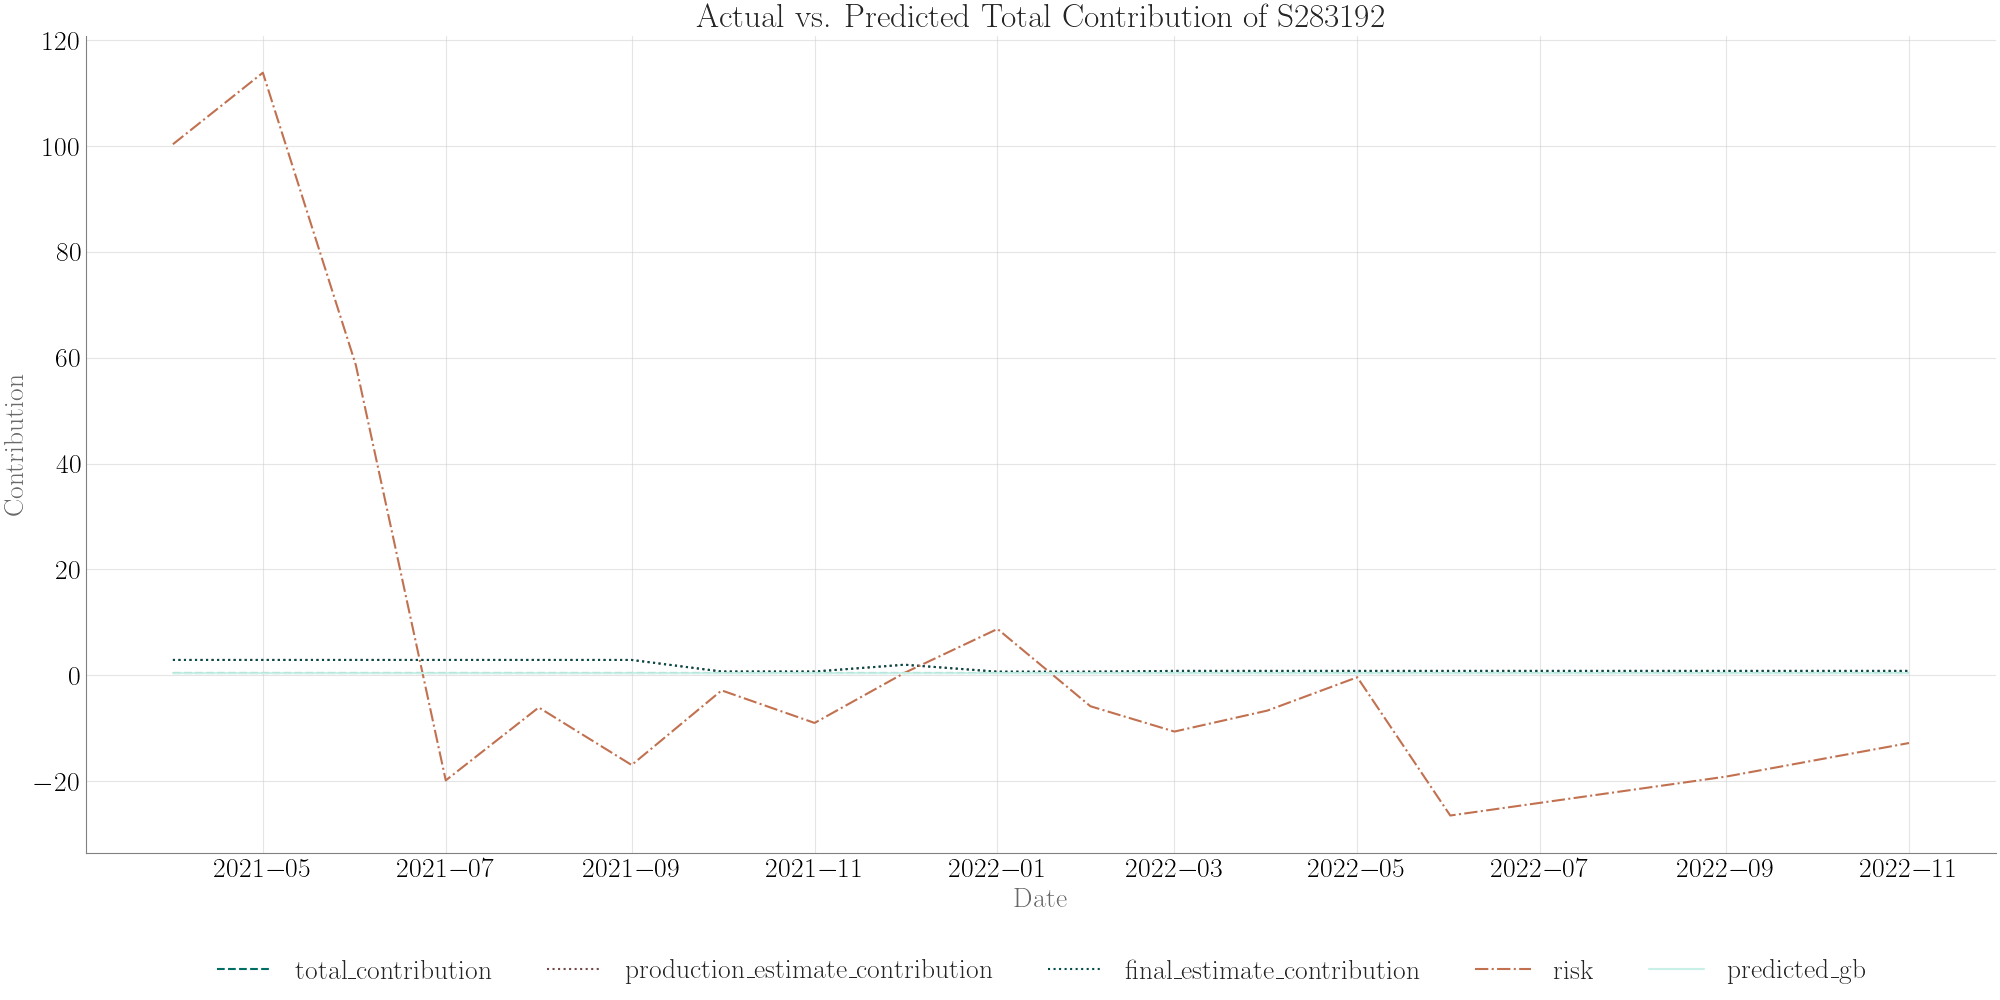 Actual vs. Predicted Total Contribution of S283192
120
100
80
60
40
20
0
−20
Contribution
2021−05 2021−07 2021−09 2021−11 2022−01 2022−03 2022−05 2022−07 2022−09 2022−11
Date
total_contribution production_estimate_contribution final_estimate_contribution risk predicted_gb